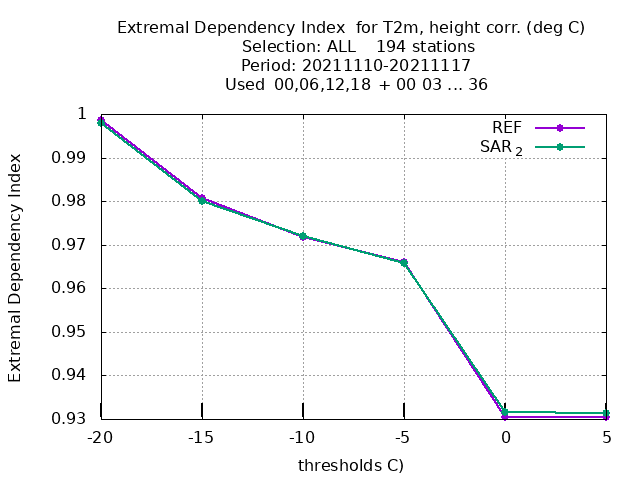 Extremal Dependency Index  for T2m, height corr. (deg C)
Selection: ALL    194 stations
Period: 20211110-20211117
Used  00,06,12,18  + 00 03 ... 36
Extremal Dependency Index
1
0.99
0.98
0.97
0.96
0.95
0.94
0.93
REF
SAR 2
-20 -15 -10 -5 0 5
thresholds C)